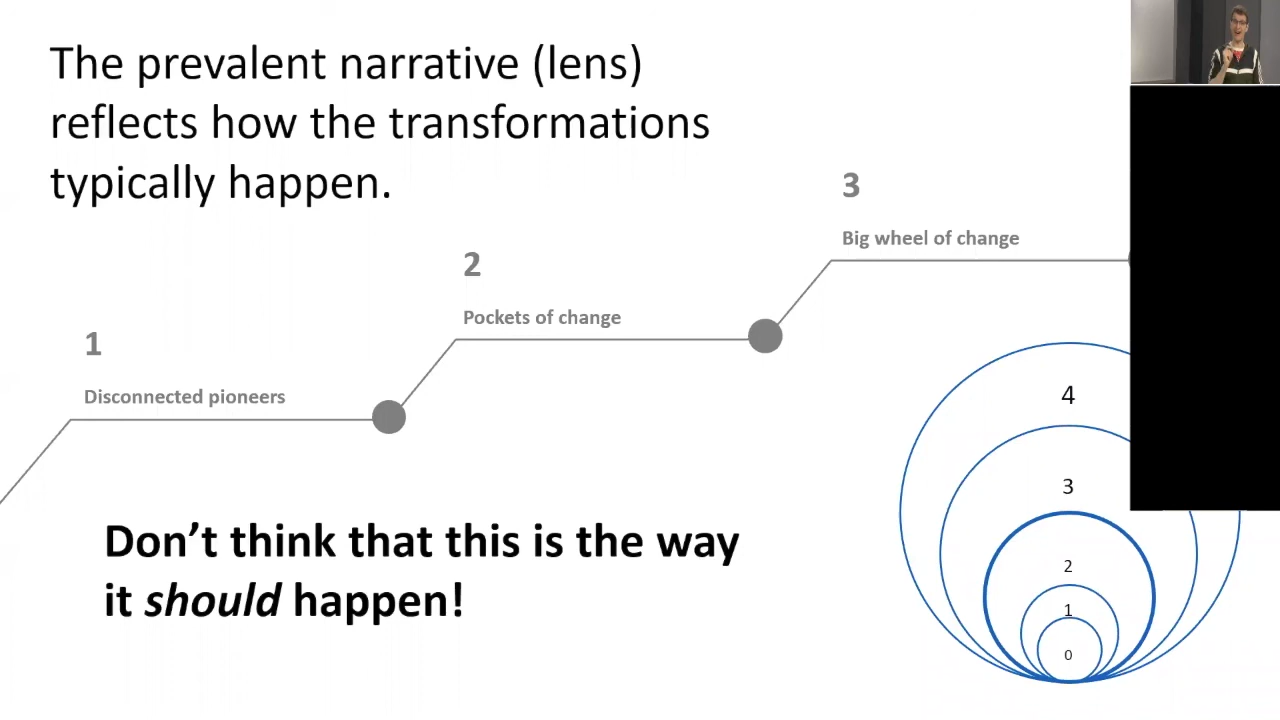 The prevalent narrative (lens)
reflects how the transformations
typically happen.
3
Big wheel of change
2
Pockets of change
1
Disconnected pioneers
Don’t think that this is the way
it should happen!
4
3
2
1
0